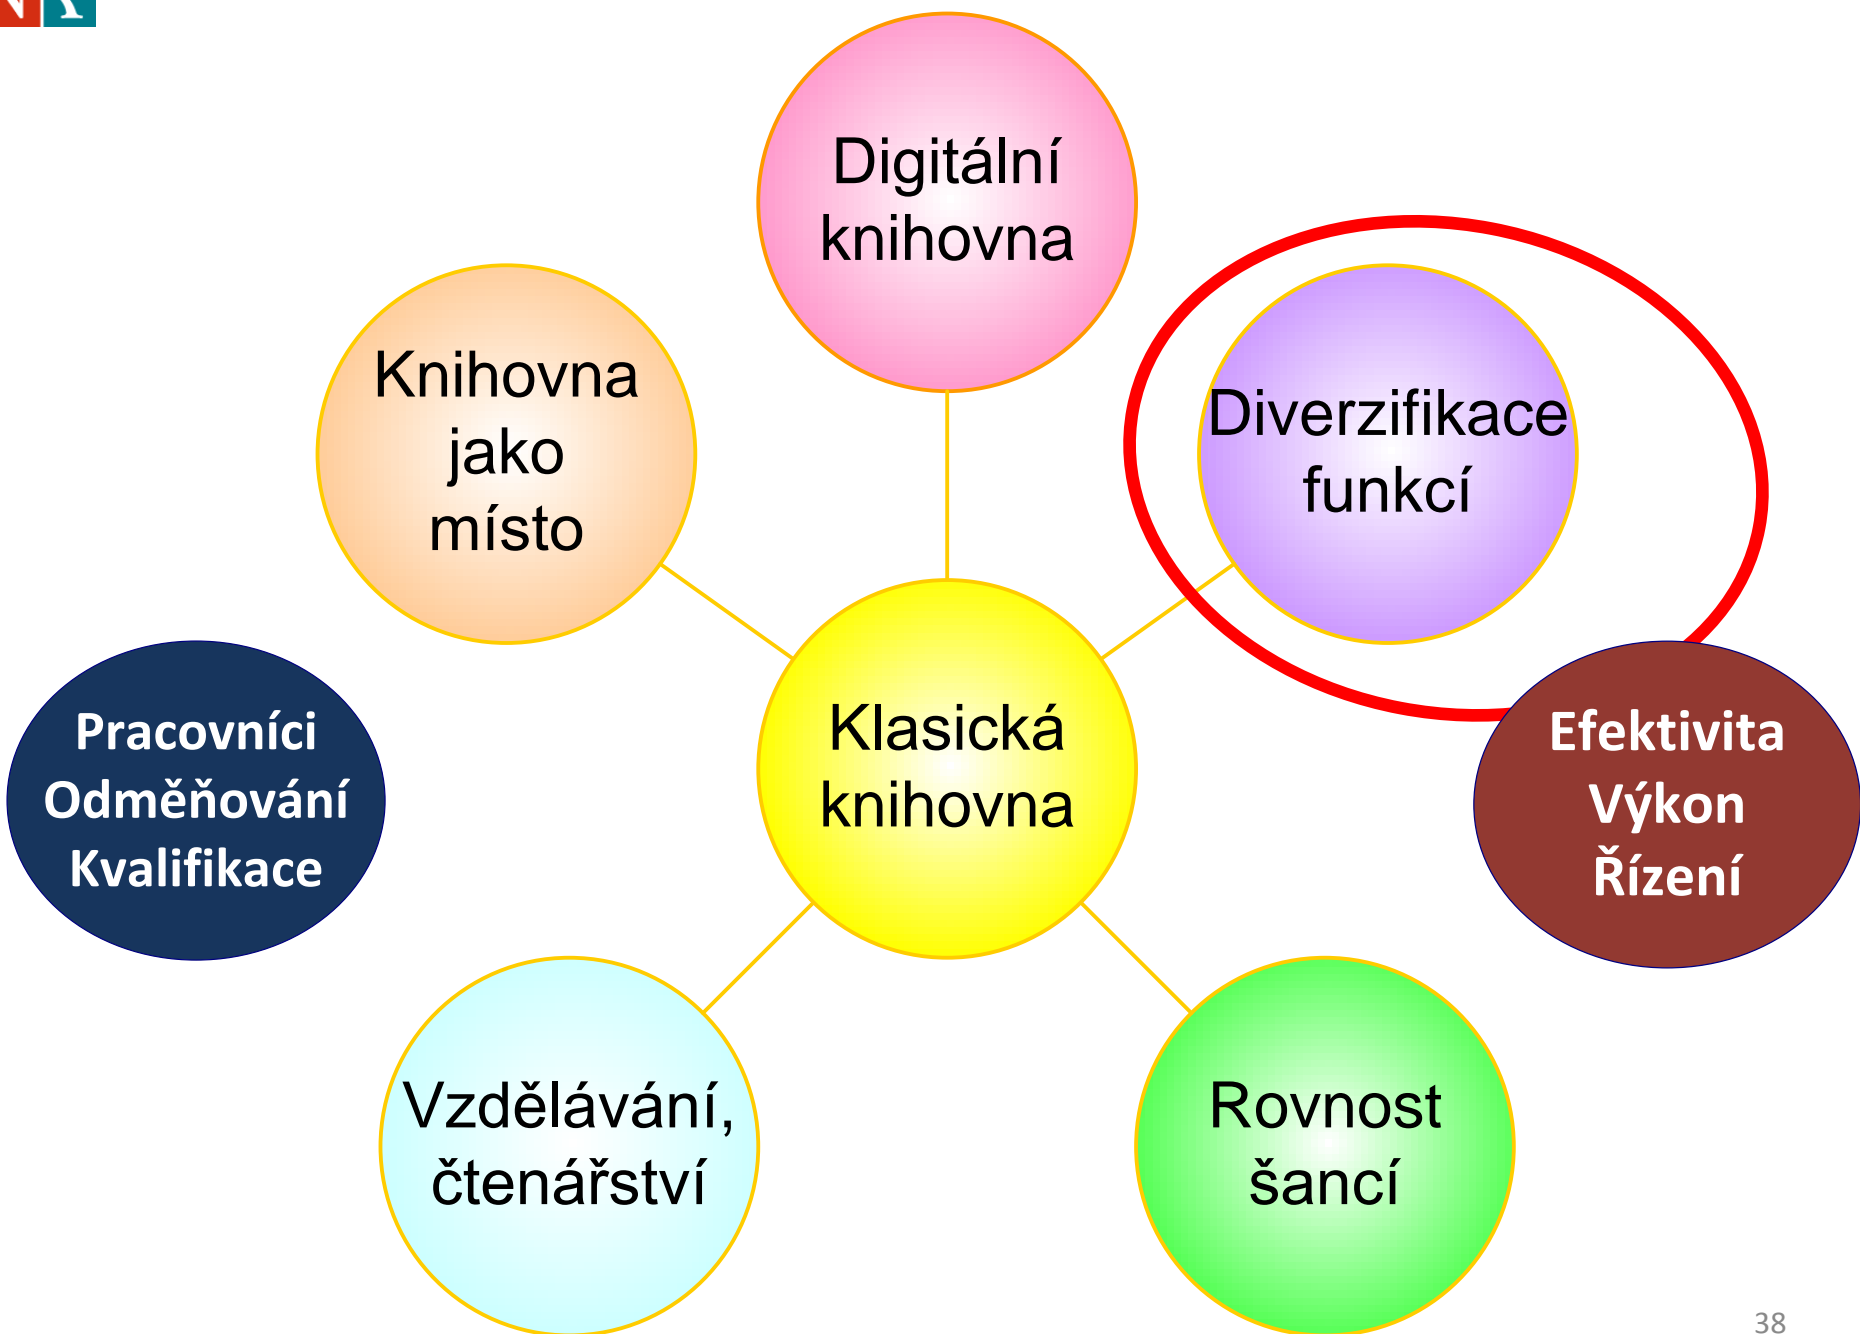 Digitální
knihovna
Knihovna
jako
místo
Diverzifikace
funkcí
Klasická
knihovna
Pracovníci
Odměňování
Kvalifikace
Efektivita
Výkon
Řízení
Vzdělávání,
čtenářství
Rovnost
šancí
38